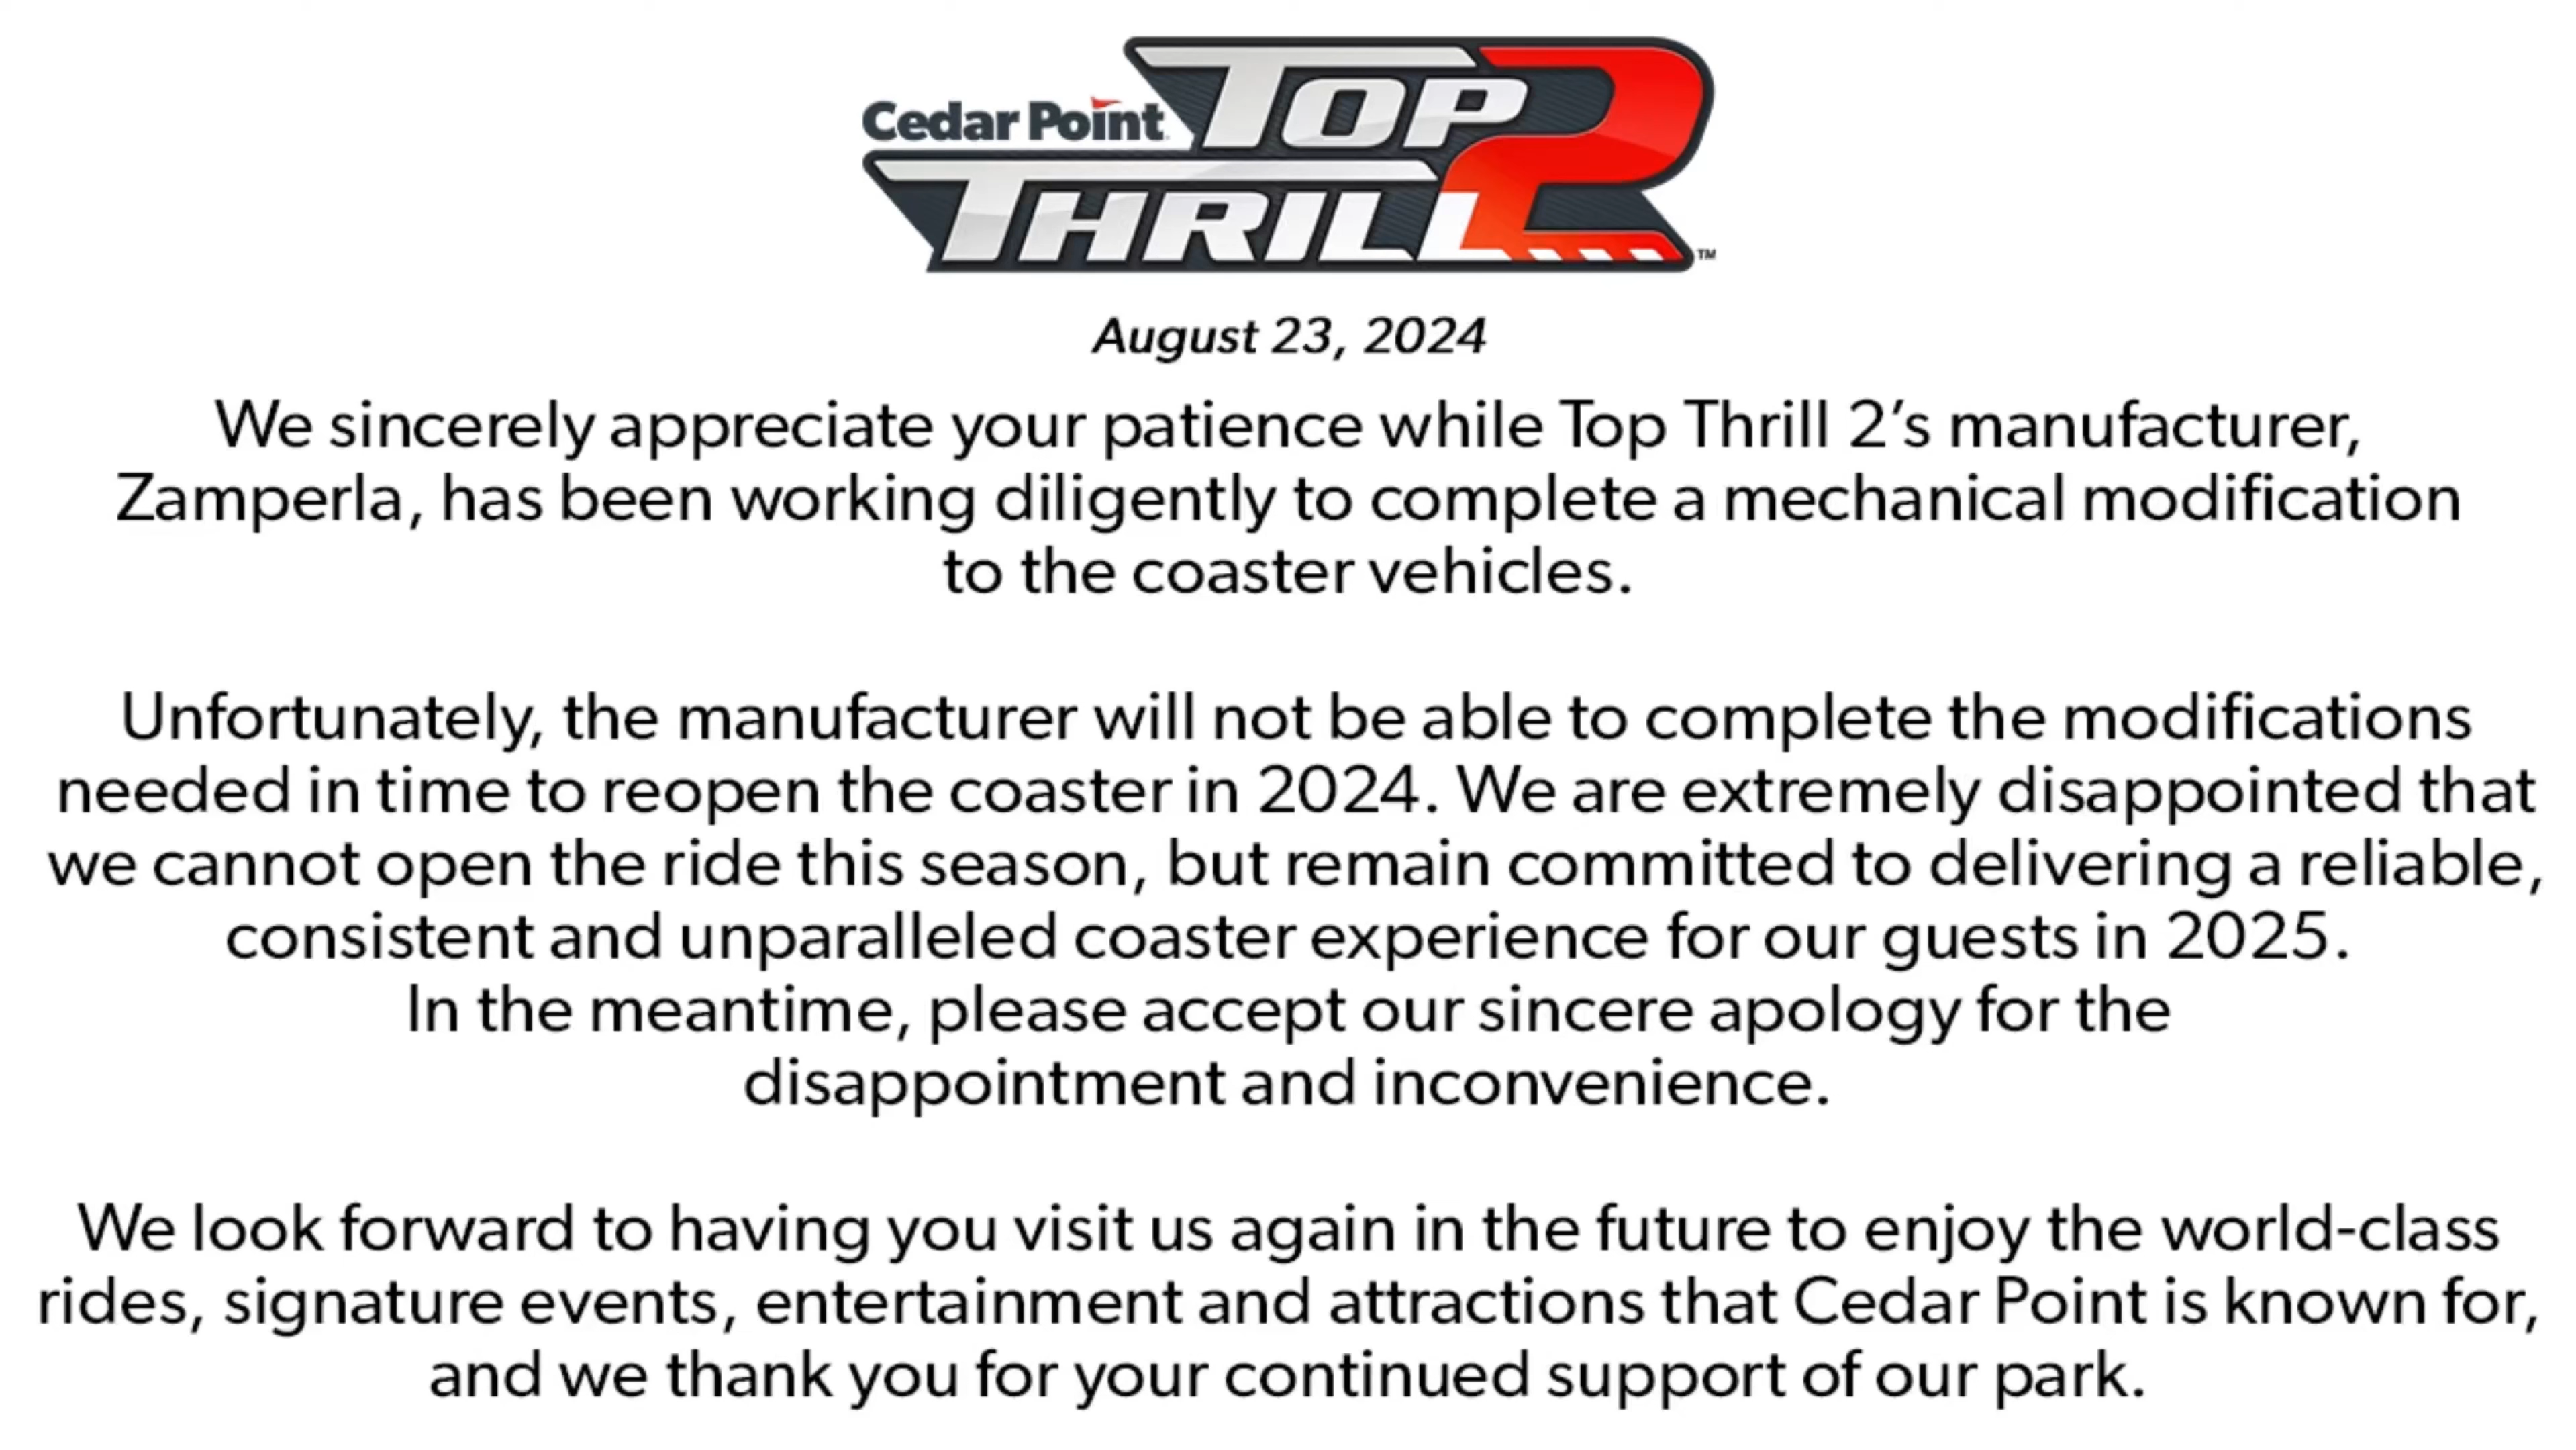 Cedar Point
TOP
THRILL 2™
August 23, 2024
We sincerely appreciate your patience while Top Thrill 2’s manufacturer,
Zamperla, has been working diligently to complete a mechanical modification
to the coaster vehicles.
Unfortunately, the manufacturer will not be able to complete the modifications
needed in time to reopen the coaster in 2024. We are extremely disappointed that
we cannot open the ride this season, but remain committed to delivering a reliable,
consistent and unparalleled coaster experience for our guests in 2025.
In the meantime, please accept our sincere apology for the
disappointment and inconvenience.
We look forward to having you visit us again in the future to enjoy the world-class
rides, signature events, entertainment and attractions that Cedar Point is known for,
and we thank you for your continued support of our park.